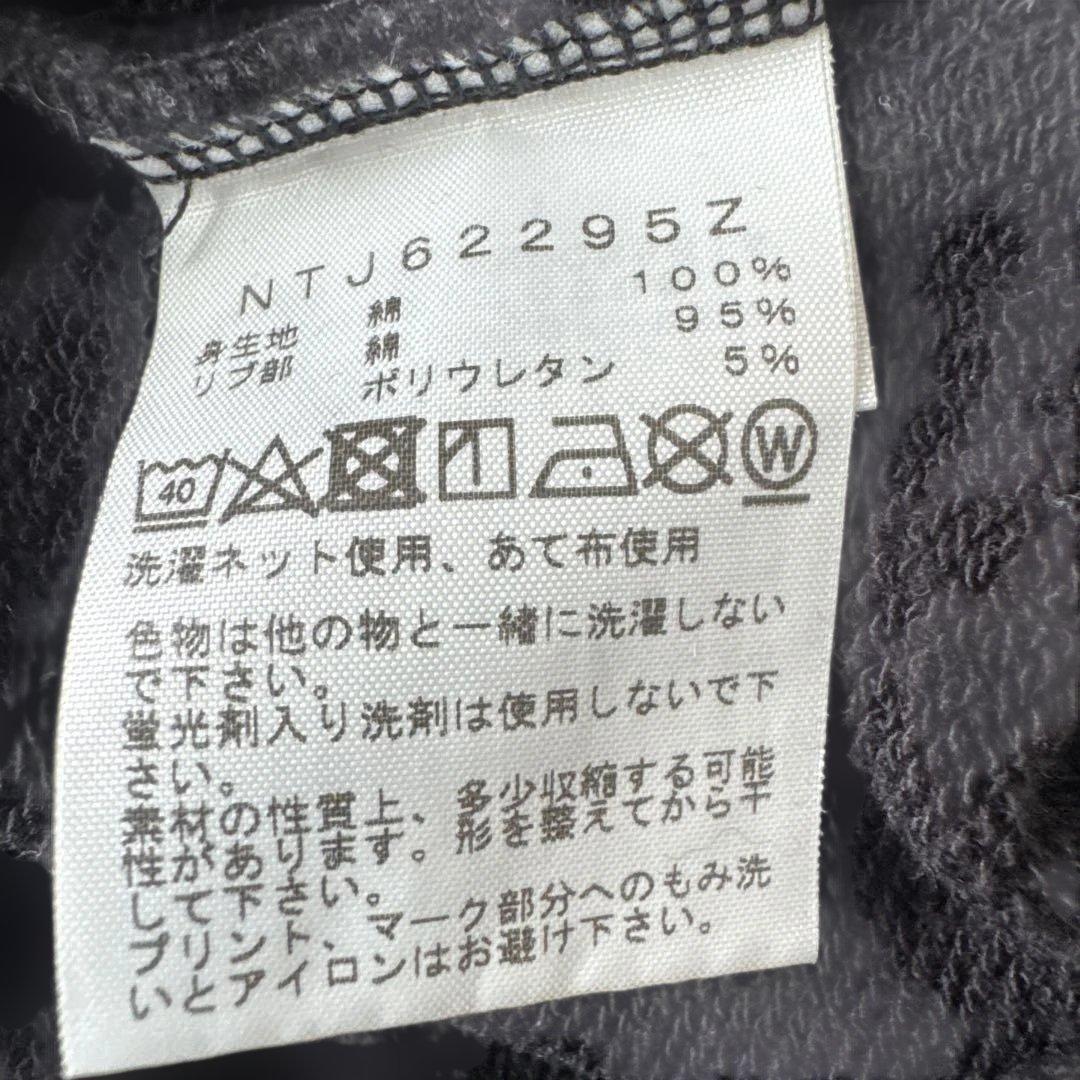 NTJ62295Z
身生地 綿 100%
リブ部 綿 95%
ポリウレタン 5%
40 W
洗濯ネット使用、あて布使用
色物は他の物と一緒に洗濯しない
で下さい。
蛍光剤入り洗剤は使用しないで下
さい。
素材の性質上、多少収縮する可能
性があります。形を整えてから干
して下さい。
プリント、マーク部分へのもみ洗
いとアイロンはお避け下さい。